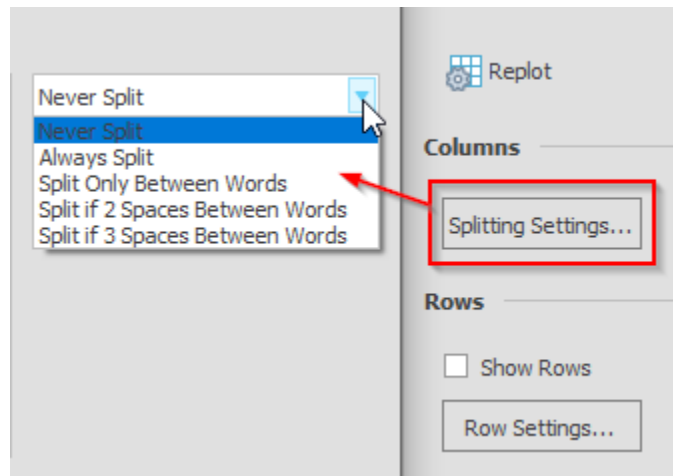 Never Split
Never Split
Always Split
Split Only Between Words
Split if 2 Spaces Between Words
Split if 3 Spaces Between Words
Replot
Columns
Splitting Settings...
Rows
Show Rows
Row Settings...